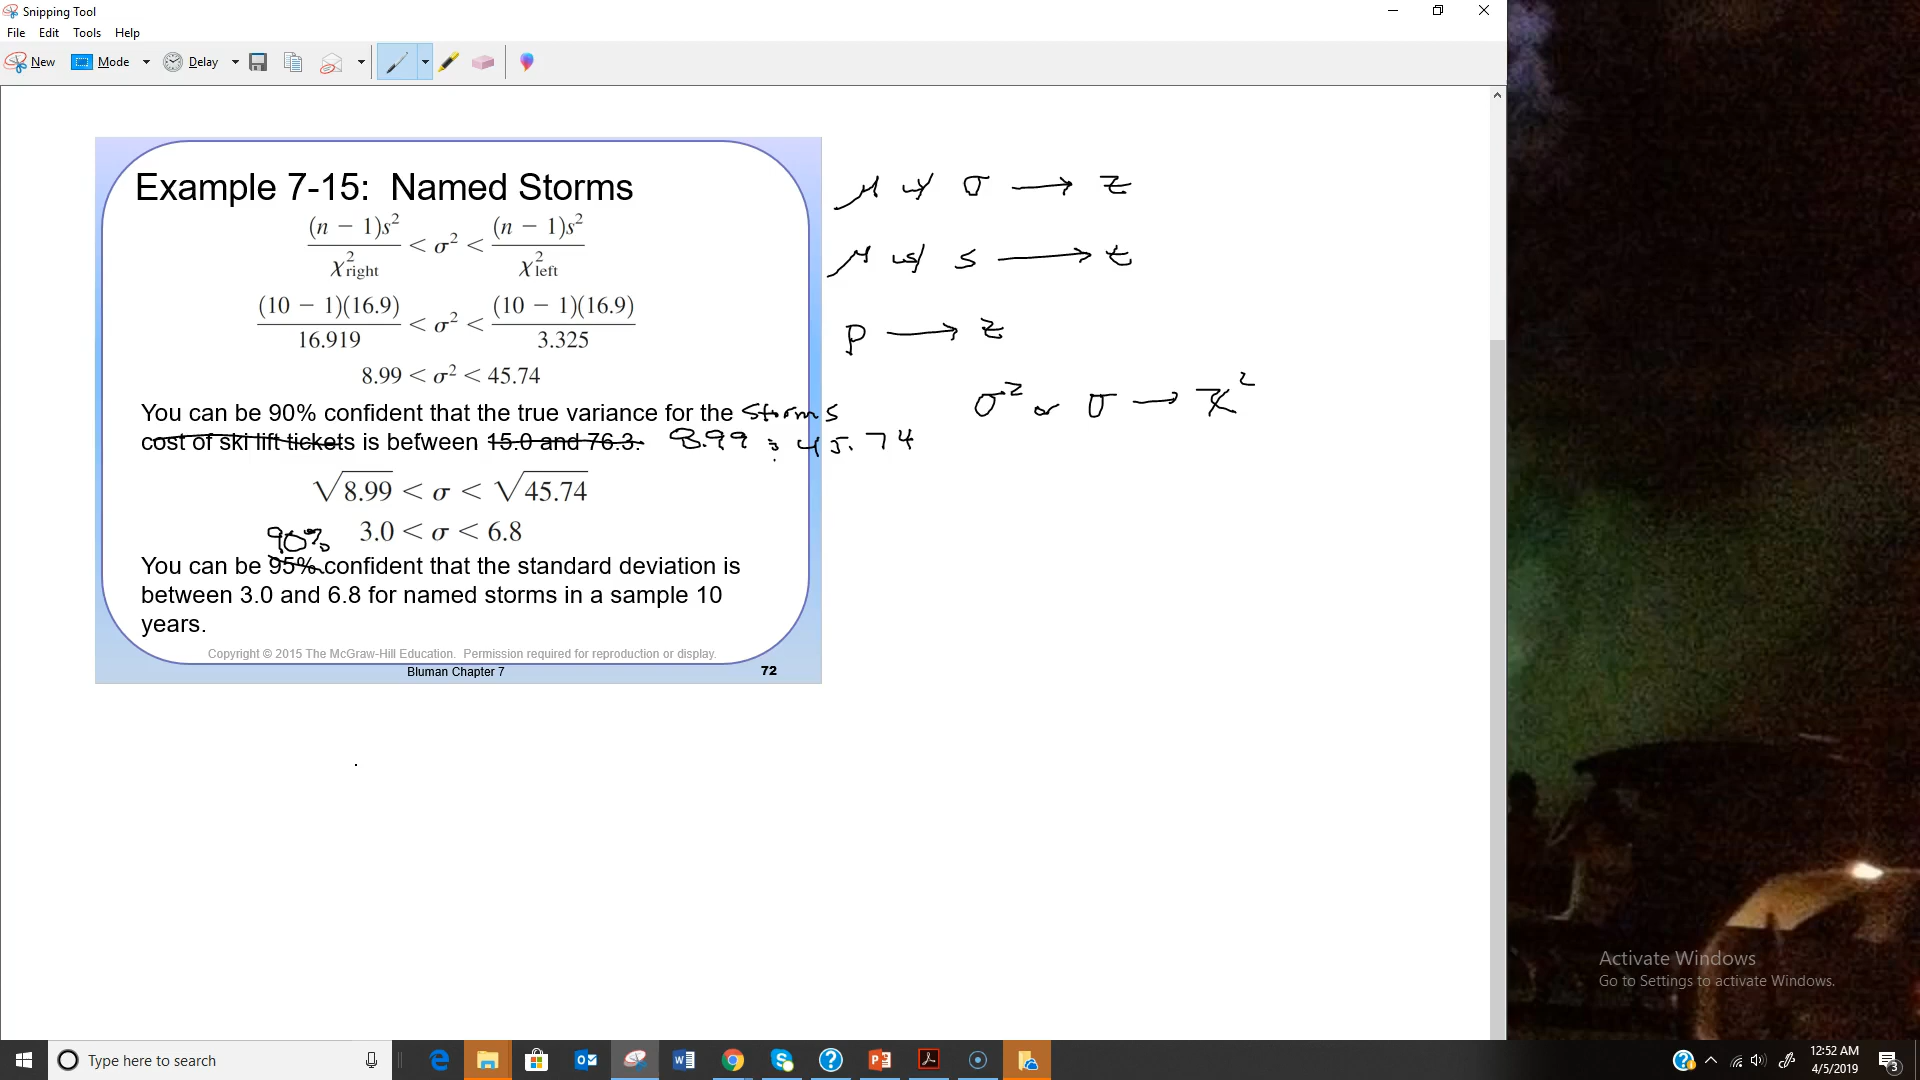 Snipping Tool
File Edit Tools Help
New Mode Delay
Example 7-15: Named Storms
(n − 1)s² / χ²right < σ² < (n − 1)s² / χ²left
(10 − 1)(16.9) / 16.919 < σ² < (10 − 1)(16.9) / 3.325
8.99 < σ² < 45.74
You can be 90% confident that the true variance for the storms
cost of ski lift tickets is between 15.0 and 76.3. 8.99 & 45.74
√8.99 < σ < √45.74
90%
3.0 < σ < 6.8
You can be 95% confident that the standard deviation is
between 3.0 and 6.8 for named storms in a sample 10
years.
Copyright © 2015 The McGraw-Hill Education. Permission required for reproduction or display.
Bluman Chapter 7
72
μ w/ σ → z
μ w/ s → t
p → z
σ² or σ → χ²
Activate Windows
Go to Settings to activate Windows.
Type here to search
12:52 AM
4/5/2019
3